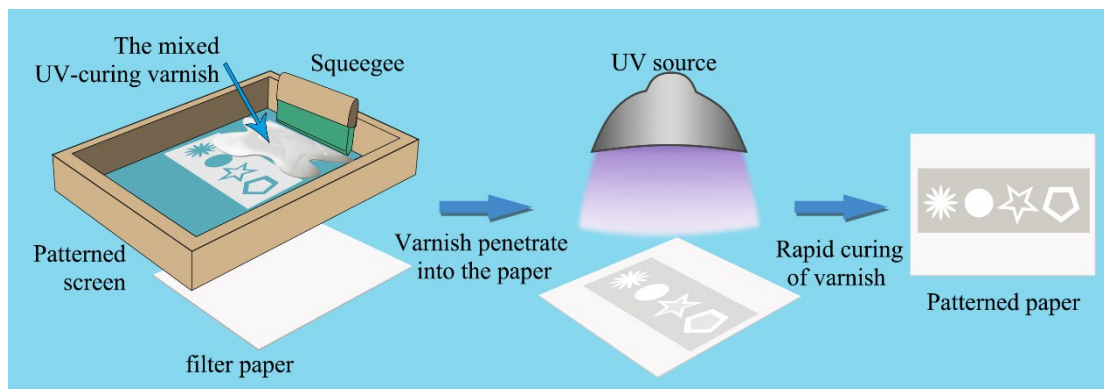 The mixed
UV-curing varnish
Squeegee
UV source
Patterned
screen
filter paper
Varnish penetrate
into the paper
Rapid curing
of varnish
Patterned paper